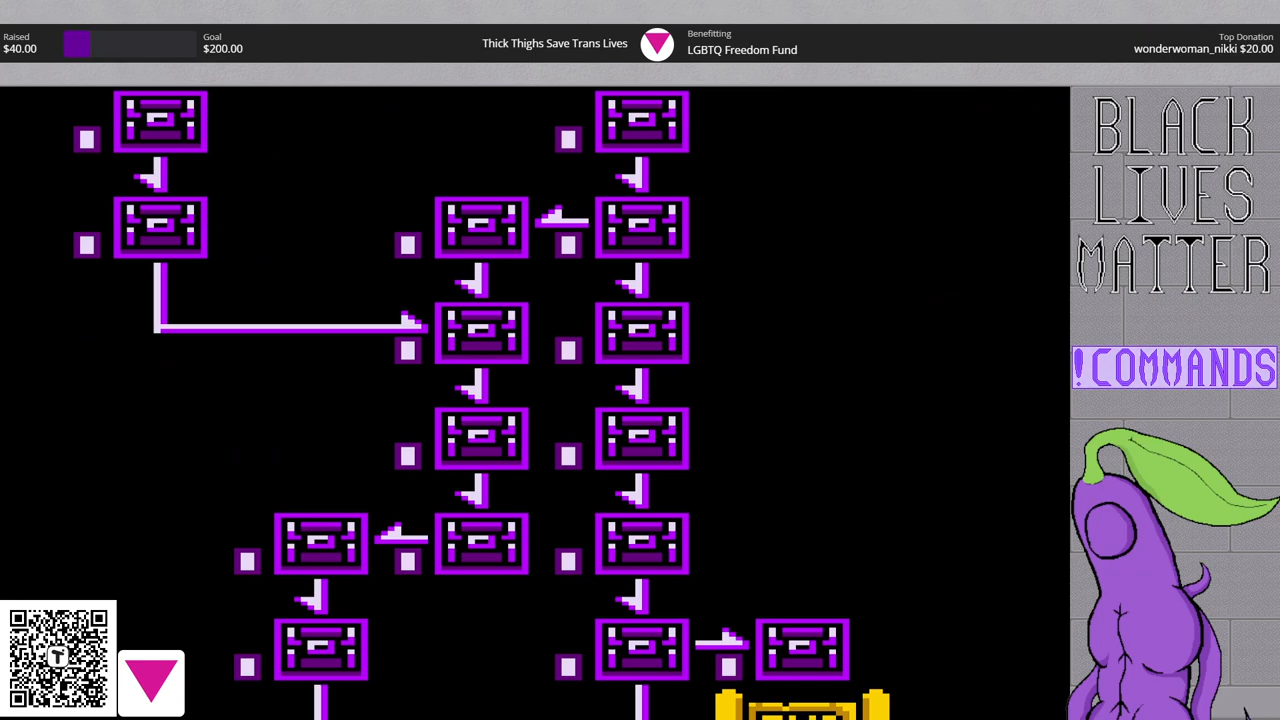 Raised
$40.00
Goal
$200.00
Thick Thighs Save Trans Lives
Benefitting
LGBTQ Freedom Fund
Top Donation
wonderwoman_nikki $20.00
BLACK
LIVES
MATTER
!COMMANDS
T